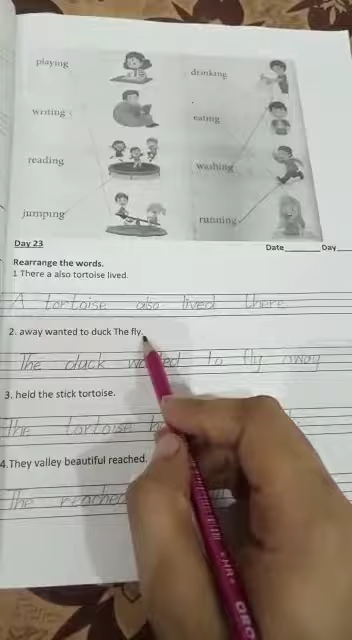 playing drinking
writing eating
reading washing
jumping running
Day 23 Date______ Day
Rearrange the words.
1 There a also tortoise lived.
A tortoise also lived there
2. away wanted to duck The fly.
The duck wanted to fly away
3. held the stick tortoise.
The tortoise
4.They valley beautiful reached.
The reached